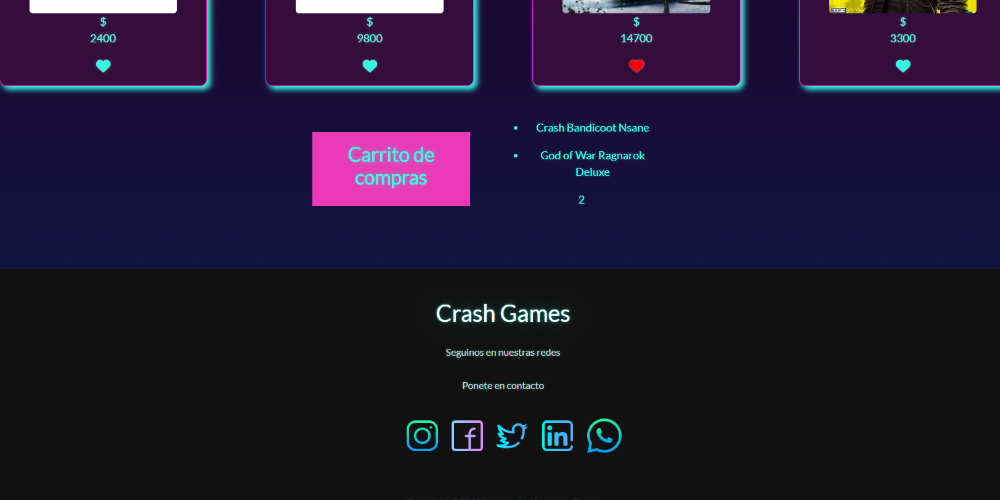 $
2400
$
9800
$
14700
$
3300
Carrito de
compras
Crash Bandicoot Nsane
God of War Ragnarok
Deluxe
2
Crash Games
Seguinos en nuestras redes
Ponete en contacto